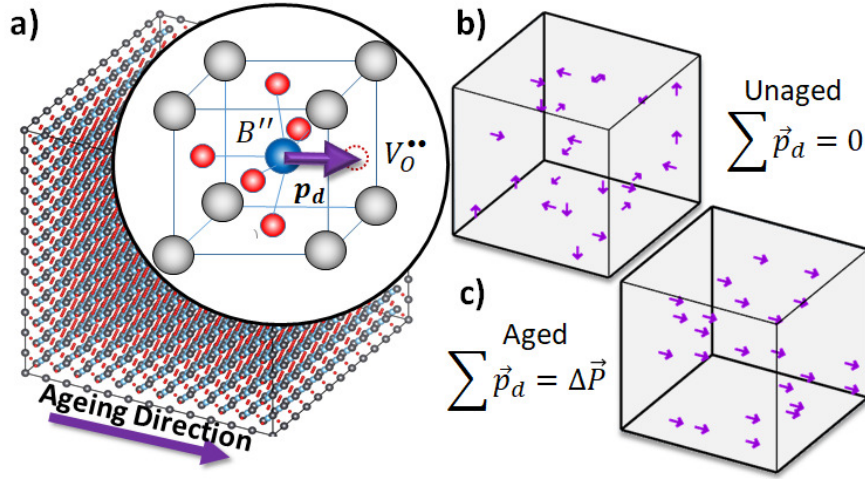 a)
B′′
V_O^{••}
p_d
Ageing Direction
b)
Unaged
∑ p⃗_d = 0
c)
Aged
∑ p⃗_d = ΔP⃗